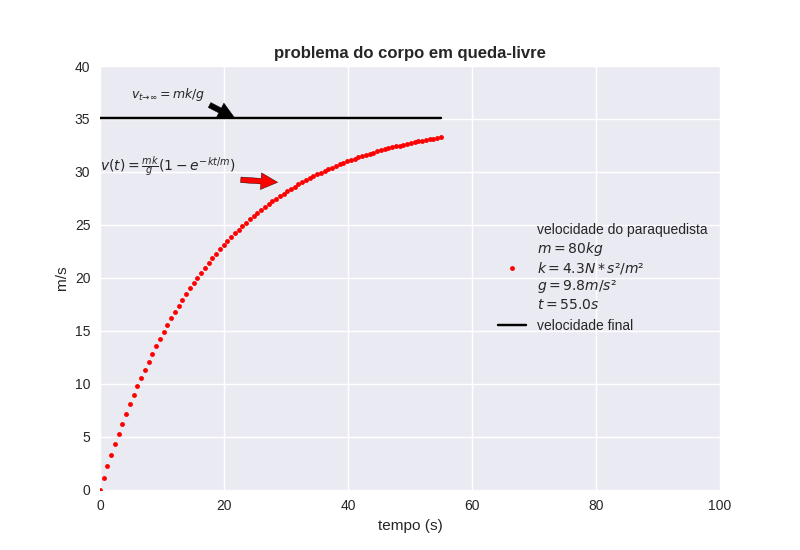 problema do corpo em queda-livre
40
35
30
25
20
15
10
5
0
m/s
v_{t→∞} = mk/g
v(t) = \frac{mk}{g}(1 − e^{−kt/m})
velocidade do paraquedista
m = 80kg
k = 4.3N * s²/m²
g = 9.8m/s²
t = 55.0s
velocidade final
0 20 40 60 80 100
tempo (s)